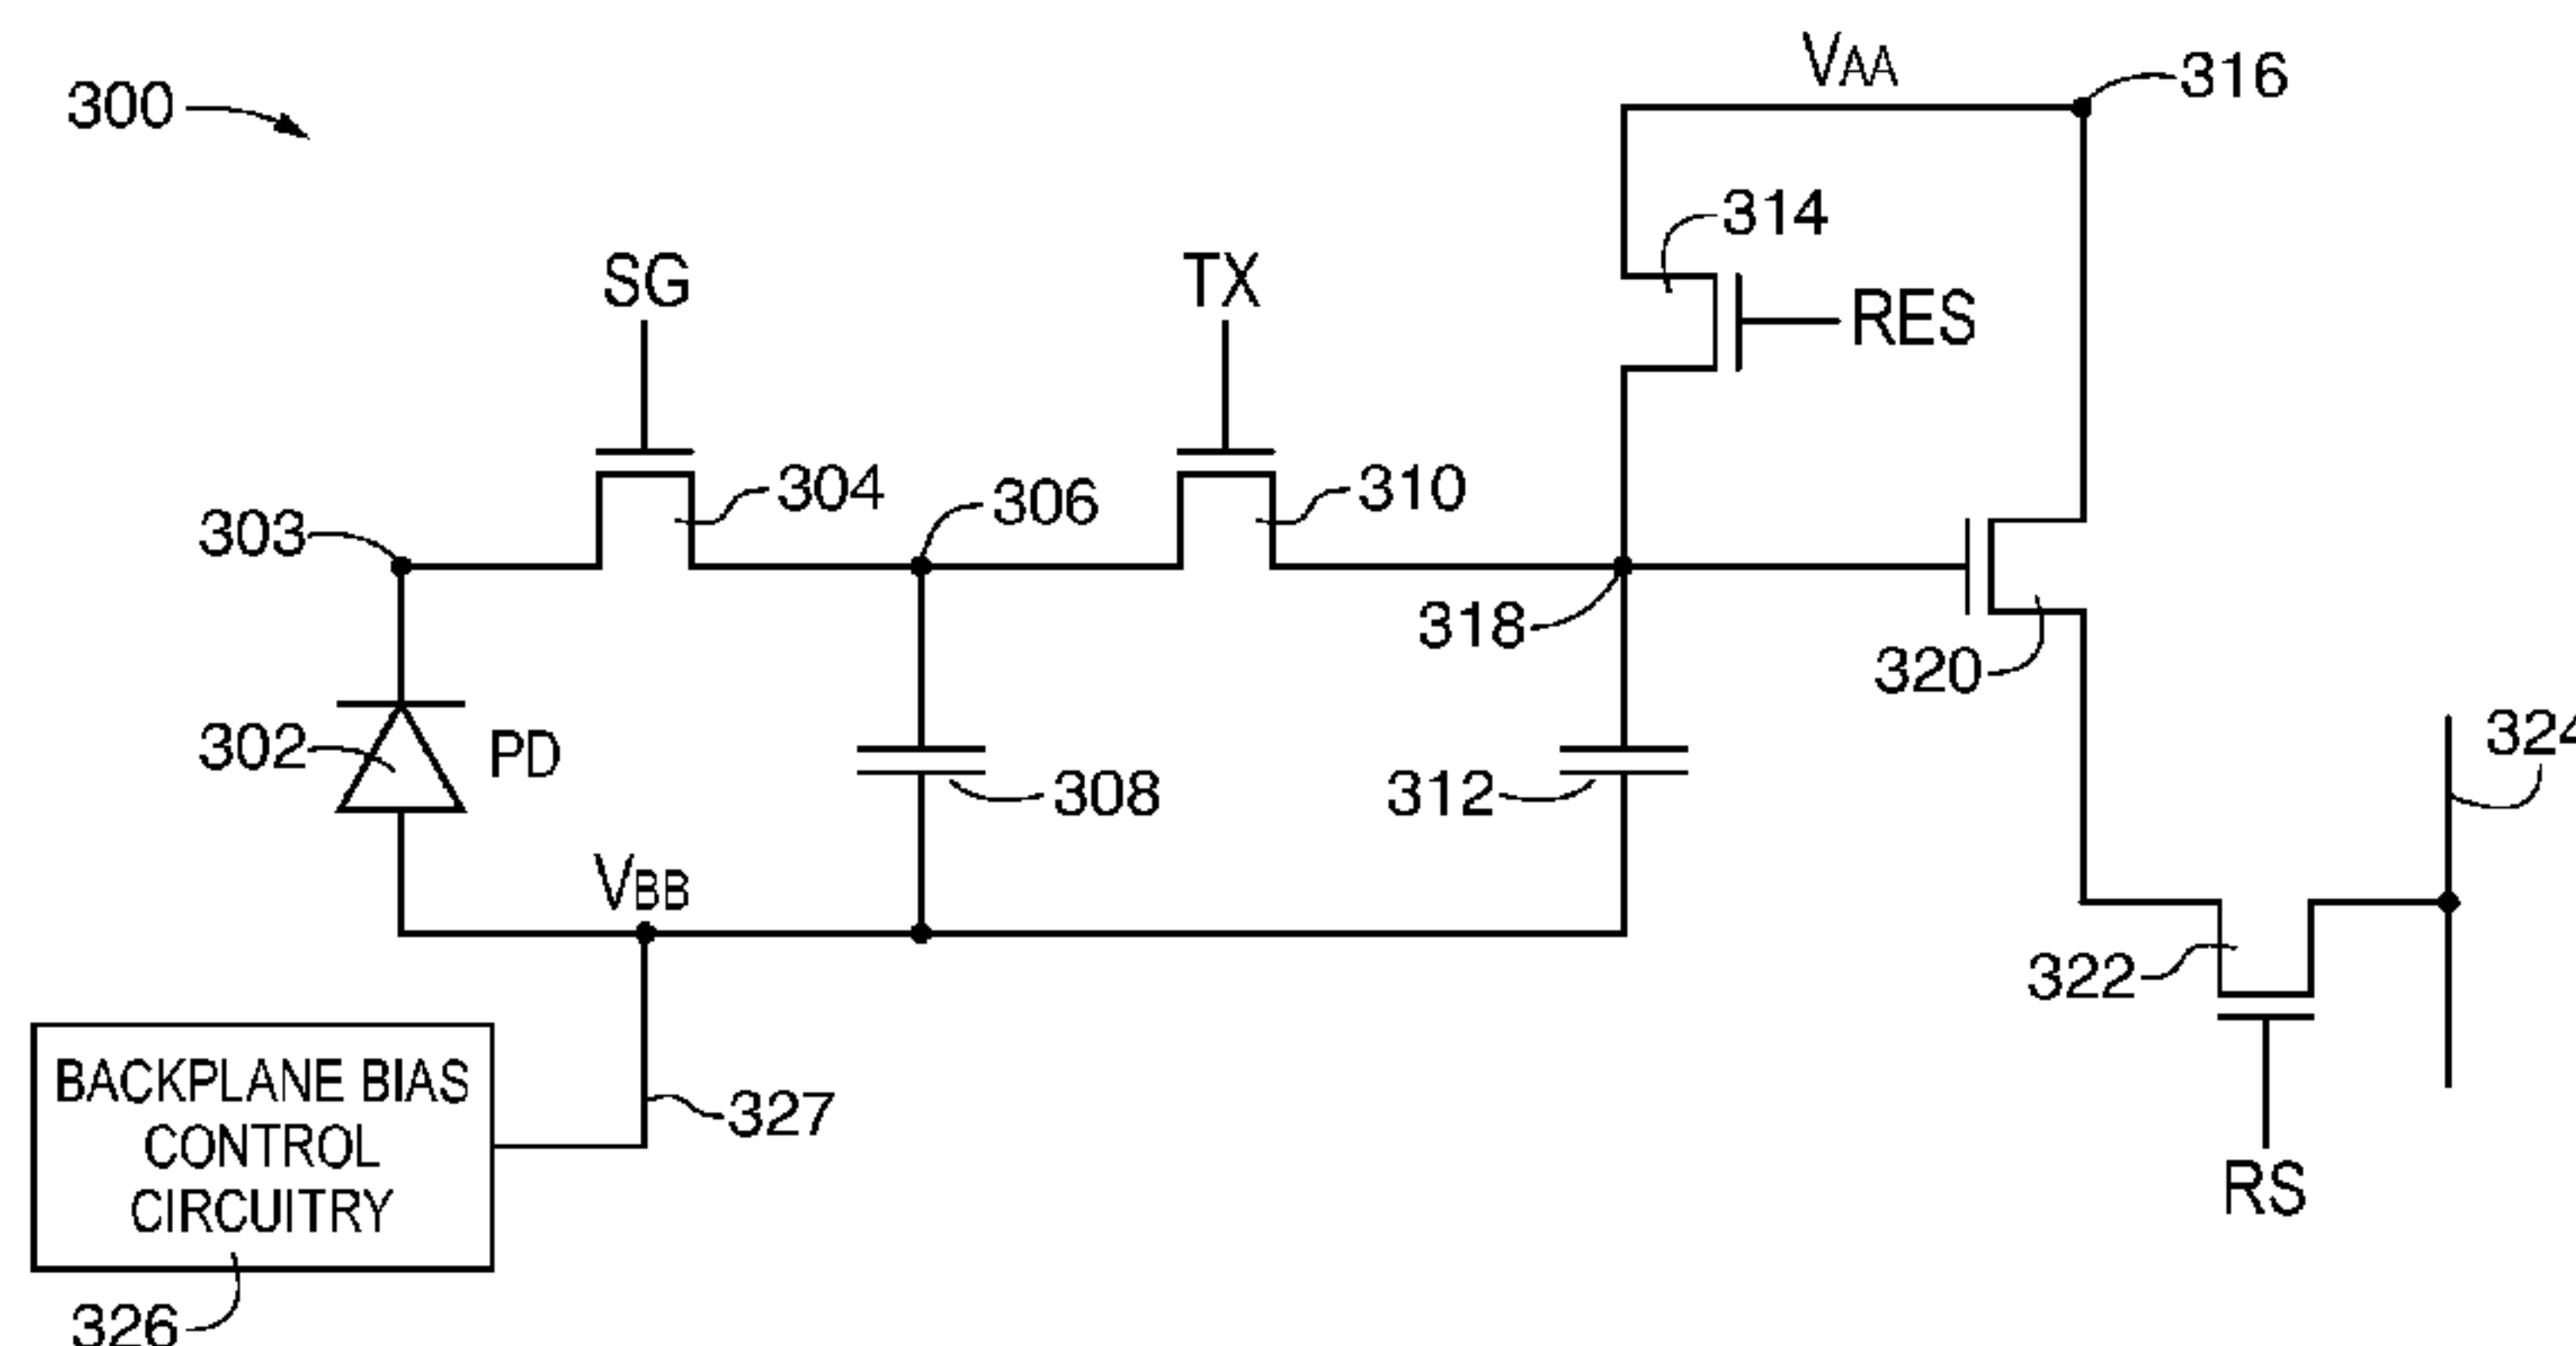 300
VAA
316
314
RES
SG
TX
304
306
310
303
318
320
302
PD
308
312
324
VBB
322
327
BACKPLANE BIAS
CONTROL
CIRCUITRY
RS
326